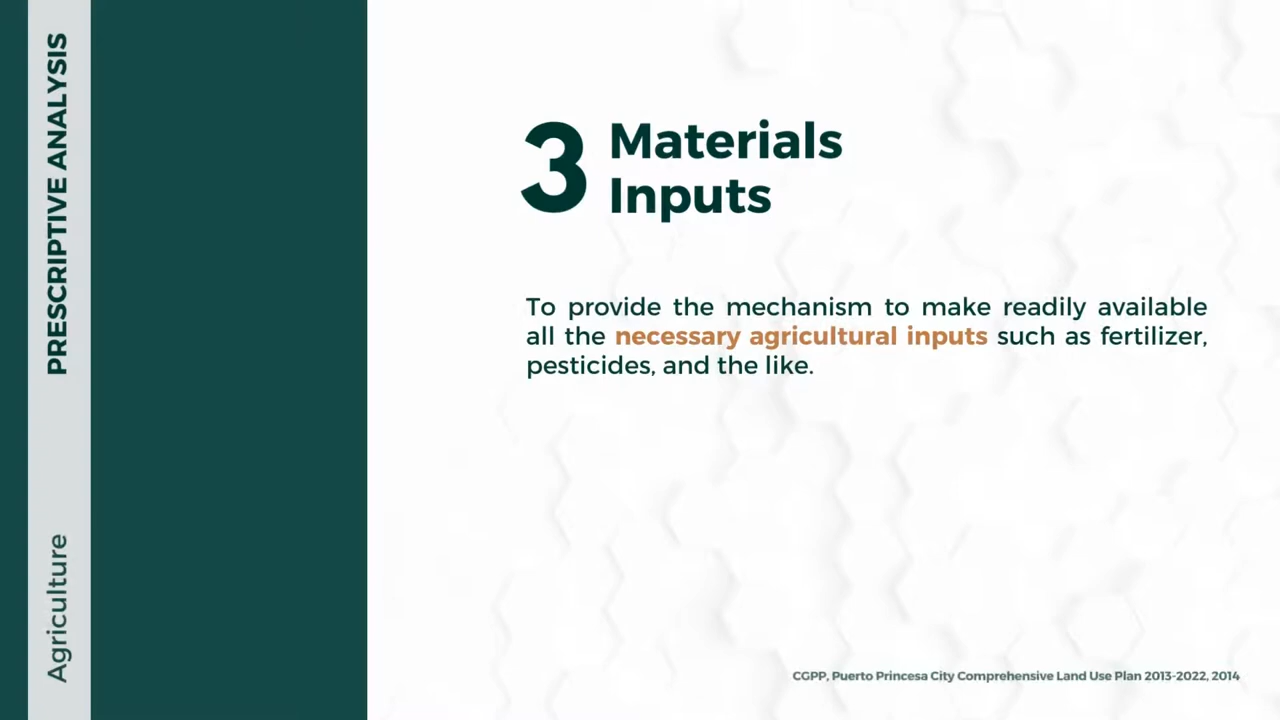 PRESCRIPTIVE ANALYSIS
Agriculture
3 Materials
Inputs
To provide the mechanism to make readily available
all the necessary agricultural inputs such as fertilizer,
pesticides, and the like.
CGPP, Puerto Princesa City Comprehensive Land Use Plan 2013-2022, 2014